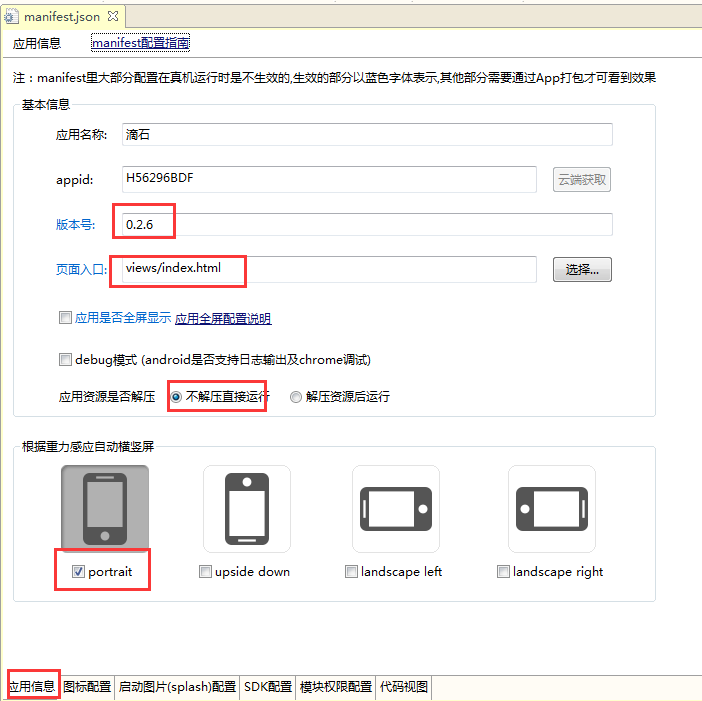 manifest.json
应用信息 manifest配置指南
注：manifest里大部分配置在真机运行时是不生效的,生效的部分以蓝色字体表示,其他部分需要通过App打包才可看到效果
基本信息
应用名称: 滴石
appid: H56296BDF 云端获取
版本号: 0.2.6
页面入口: views/index.html 选择...
应用是否全屏显示 应用全屏配置说明
debug模式 (android是否支持日志输出及chrome调试)
应用资源是否解压 不解压直接运行 解压资源后运行
根据重力感应自动横竖屏
portrait upside down landscape left landscape right
应用信息 图标配置 启动图片(splash)配置 SDK配置 模块权限配置 代码视图